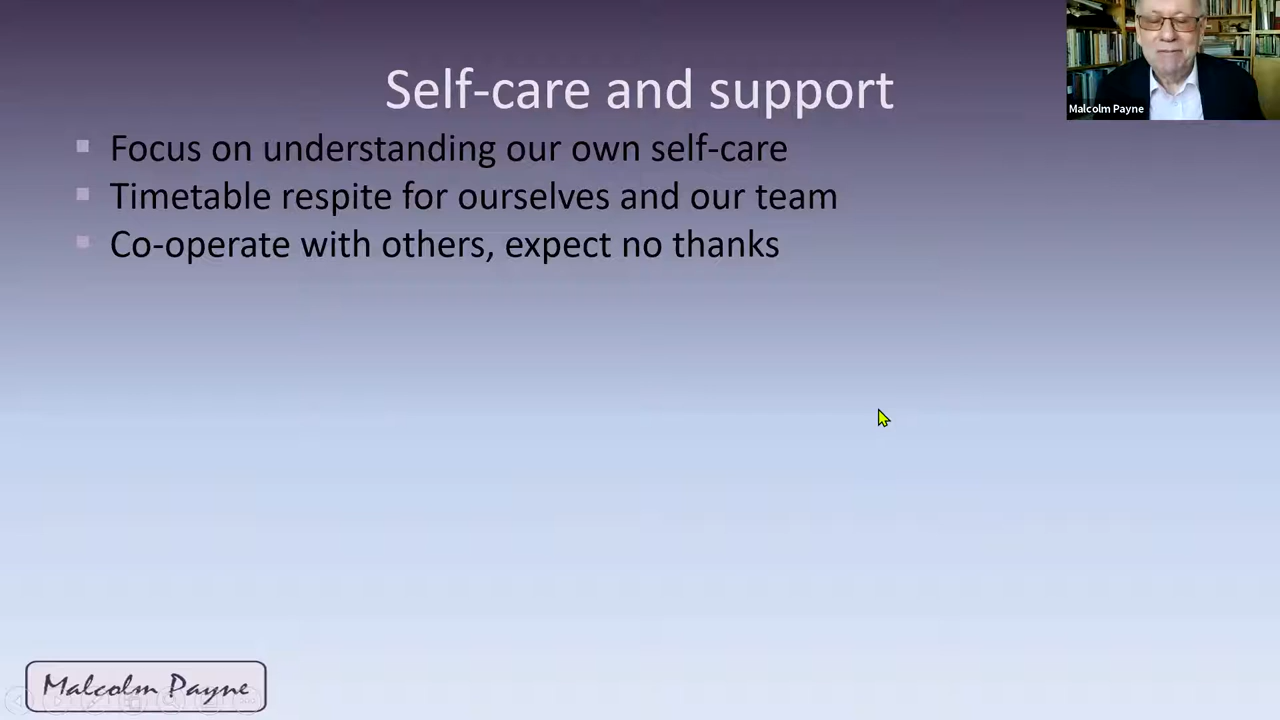 Self-care and support
Malcolm Payne
Focus on understanding our own self-care
Timetable respite for ourselves and our team
Co-operate with others, expect no thanks
Malcolm Payne